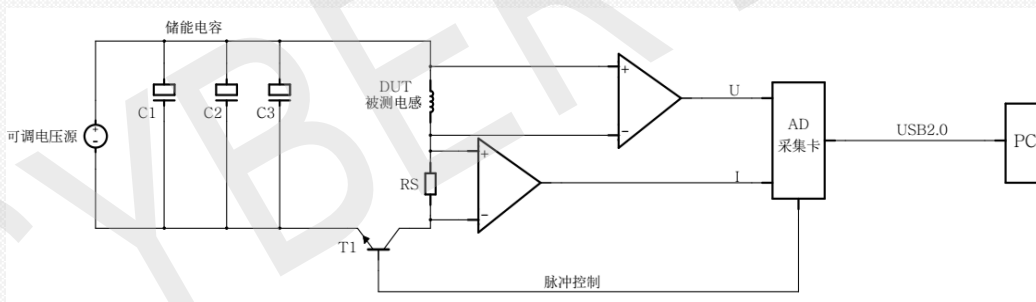 储能电容
C1
C2
C3
可调电压源
+
−
DUT
被测电感
RS
+
−
+
−
U
I
AD
采集卡
USB2.0
PC
T1
脉冲控制